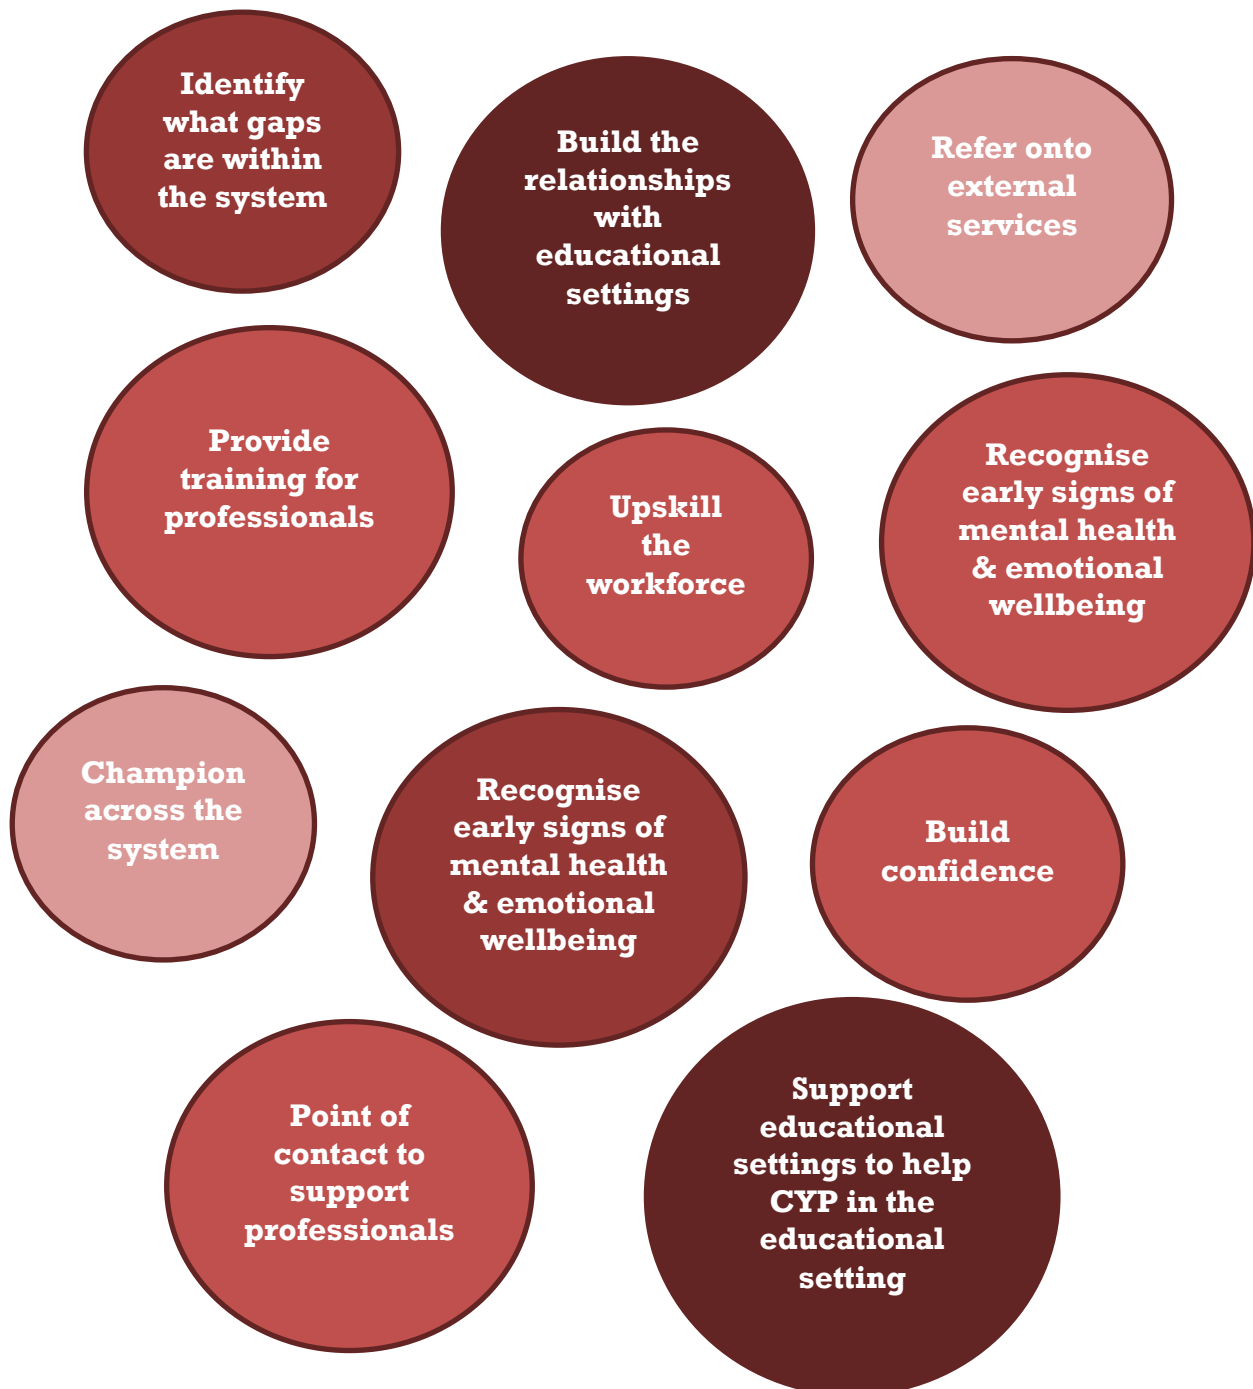 Identify
what gaps
are within
the system
Build the
relationships
with
educational
settings
Refer onto
external
services
Provide
training for
professionals
Upskill
the
workforce
Recognise
early signs of
mental health
& emotional
wellbeing
Champion
across the
system
Recognise
early signs of
mental health
& emotional
wellbeing
Build
confidence
Point of
contact to
support
professionals
Support
educational
settings to help
CYP in the
educational
setting